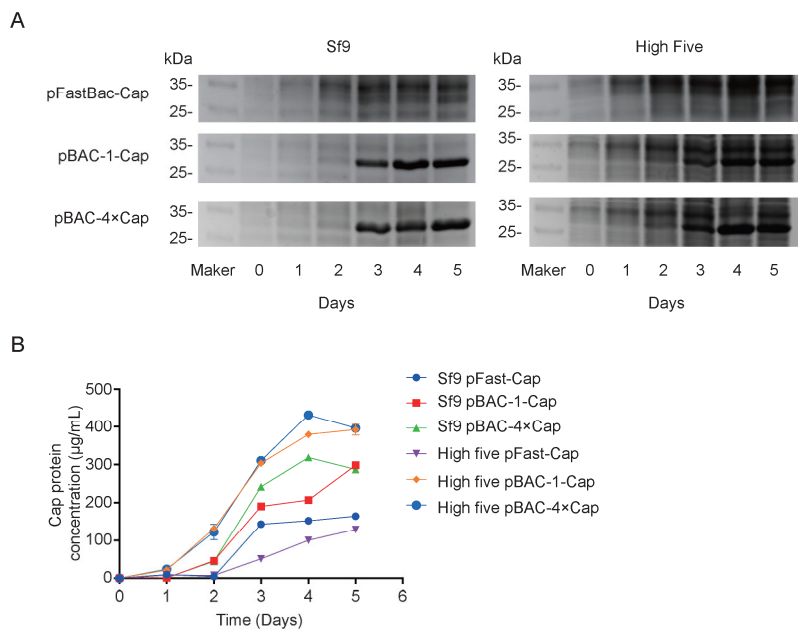 A
Sf9
High Five
kDa
kDa
pFastBac-Cap
35-
25-
35-
25-
pBAC-1-Cap
35-
25-
35-
25-
pBAC-4×Cap
35-
25-
35-
25-
Maker 0 1 2 3 4 5
Maker 0 1 2 3 4 5
Days
Days
B
Cap protein
concentration (μg/mL)
500
400
300
200
100
0
0 1 2 3 4 5 6
Time (Days)
Sf9 pFast-Cap
Sf9 pBAC-1-Cap
Sf9 pBAC-4×Cap
High five pFast-Cap
High five pBAC-1-Cap
High five pBAC-4×Cap